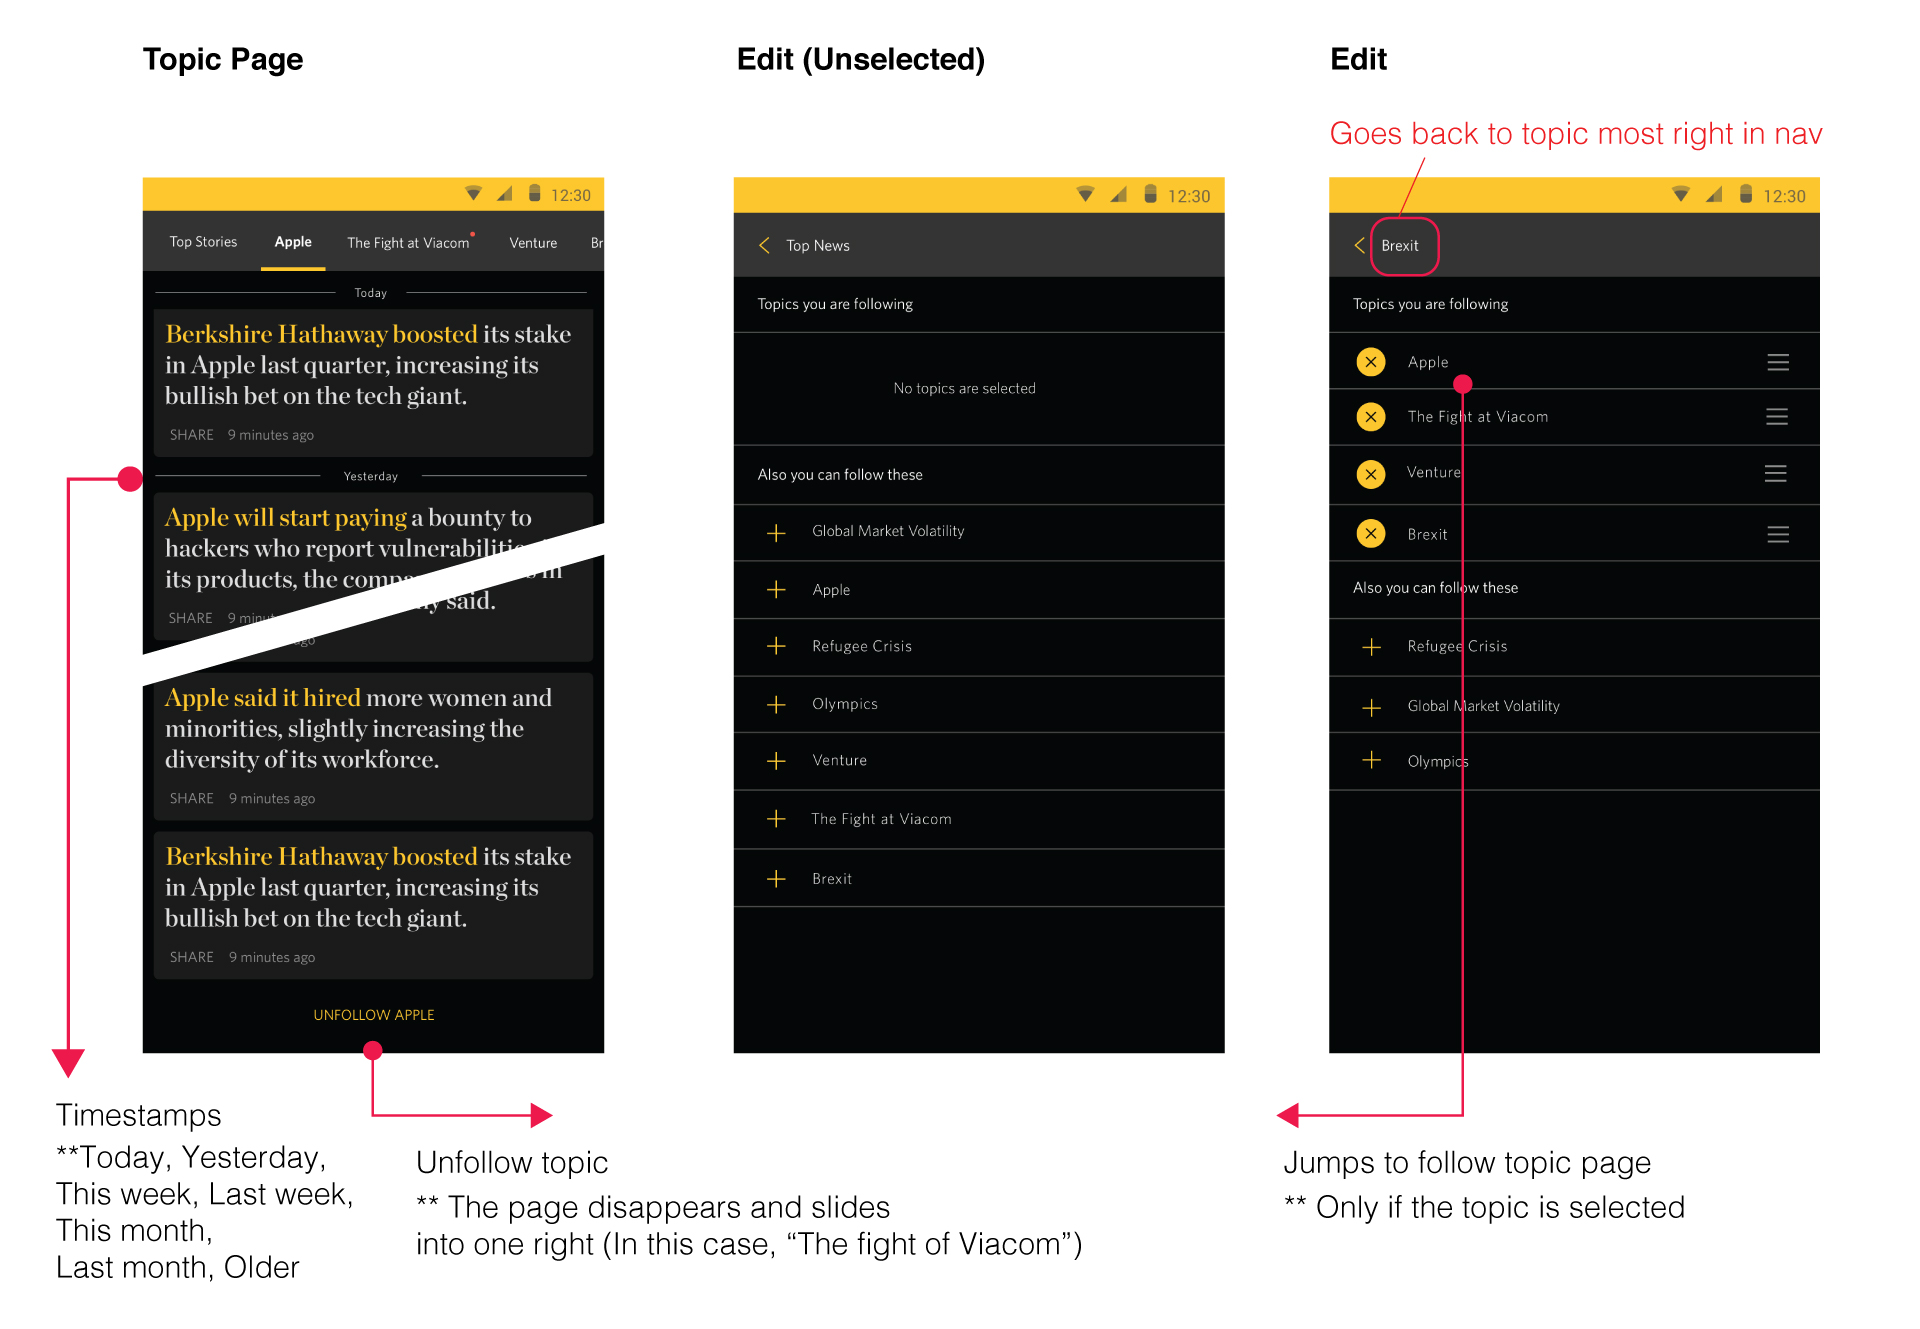 Topic Page
Edit (Unselected)
Edit
Goes back to topic most right in nav
12:30
Top Stories
Apple
The Fight at Viacom
Venture
Br
Today
Berkshire Hathaway boosted its stake
in Apple last quarter, increasing its
bullish bet on the tech giant.
SHARE 9 minutes ago
Yesterday
Apple will start paying a bounty to
hackers who report
its products, the
said.
SHARE 9
ago
Apple said it hired more women and
minorities, slightly increasing the
diversity of its workforce.
SHARE 9 minutes ago
Berkshire Hathaway boosted its stake
in Apple last quarter, increasing its
bullish bet on the tech giant.
SHARE 9 minutes ago
UNFOLLOW APPLE
12:30
Top News
Topics you are following
No topics are selected
Also you can follow these
Global Market Volatility
Apple
Refugee Crisis
Olympics
Venture
The Fight at Viacom
Brexit
12:30
Brexit
Topics you are following
Apple
The Fight at Viacom
Venture
Brexit
Also you can follow these
Refugee Crisis
Global Market Volatility
Olympics
Timestamps
**Today, Yesterday,
This week, Last week,
This month,
Last month, Older
Unfollow topic
** The page disappears and slides
into one right (In this case, “The fight of Viacom”)
Jumps to follow topic page
** Only if the topic is selected